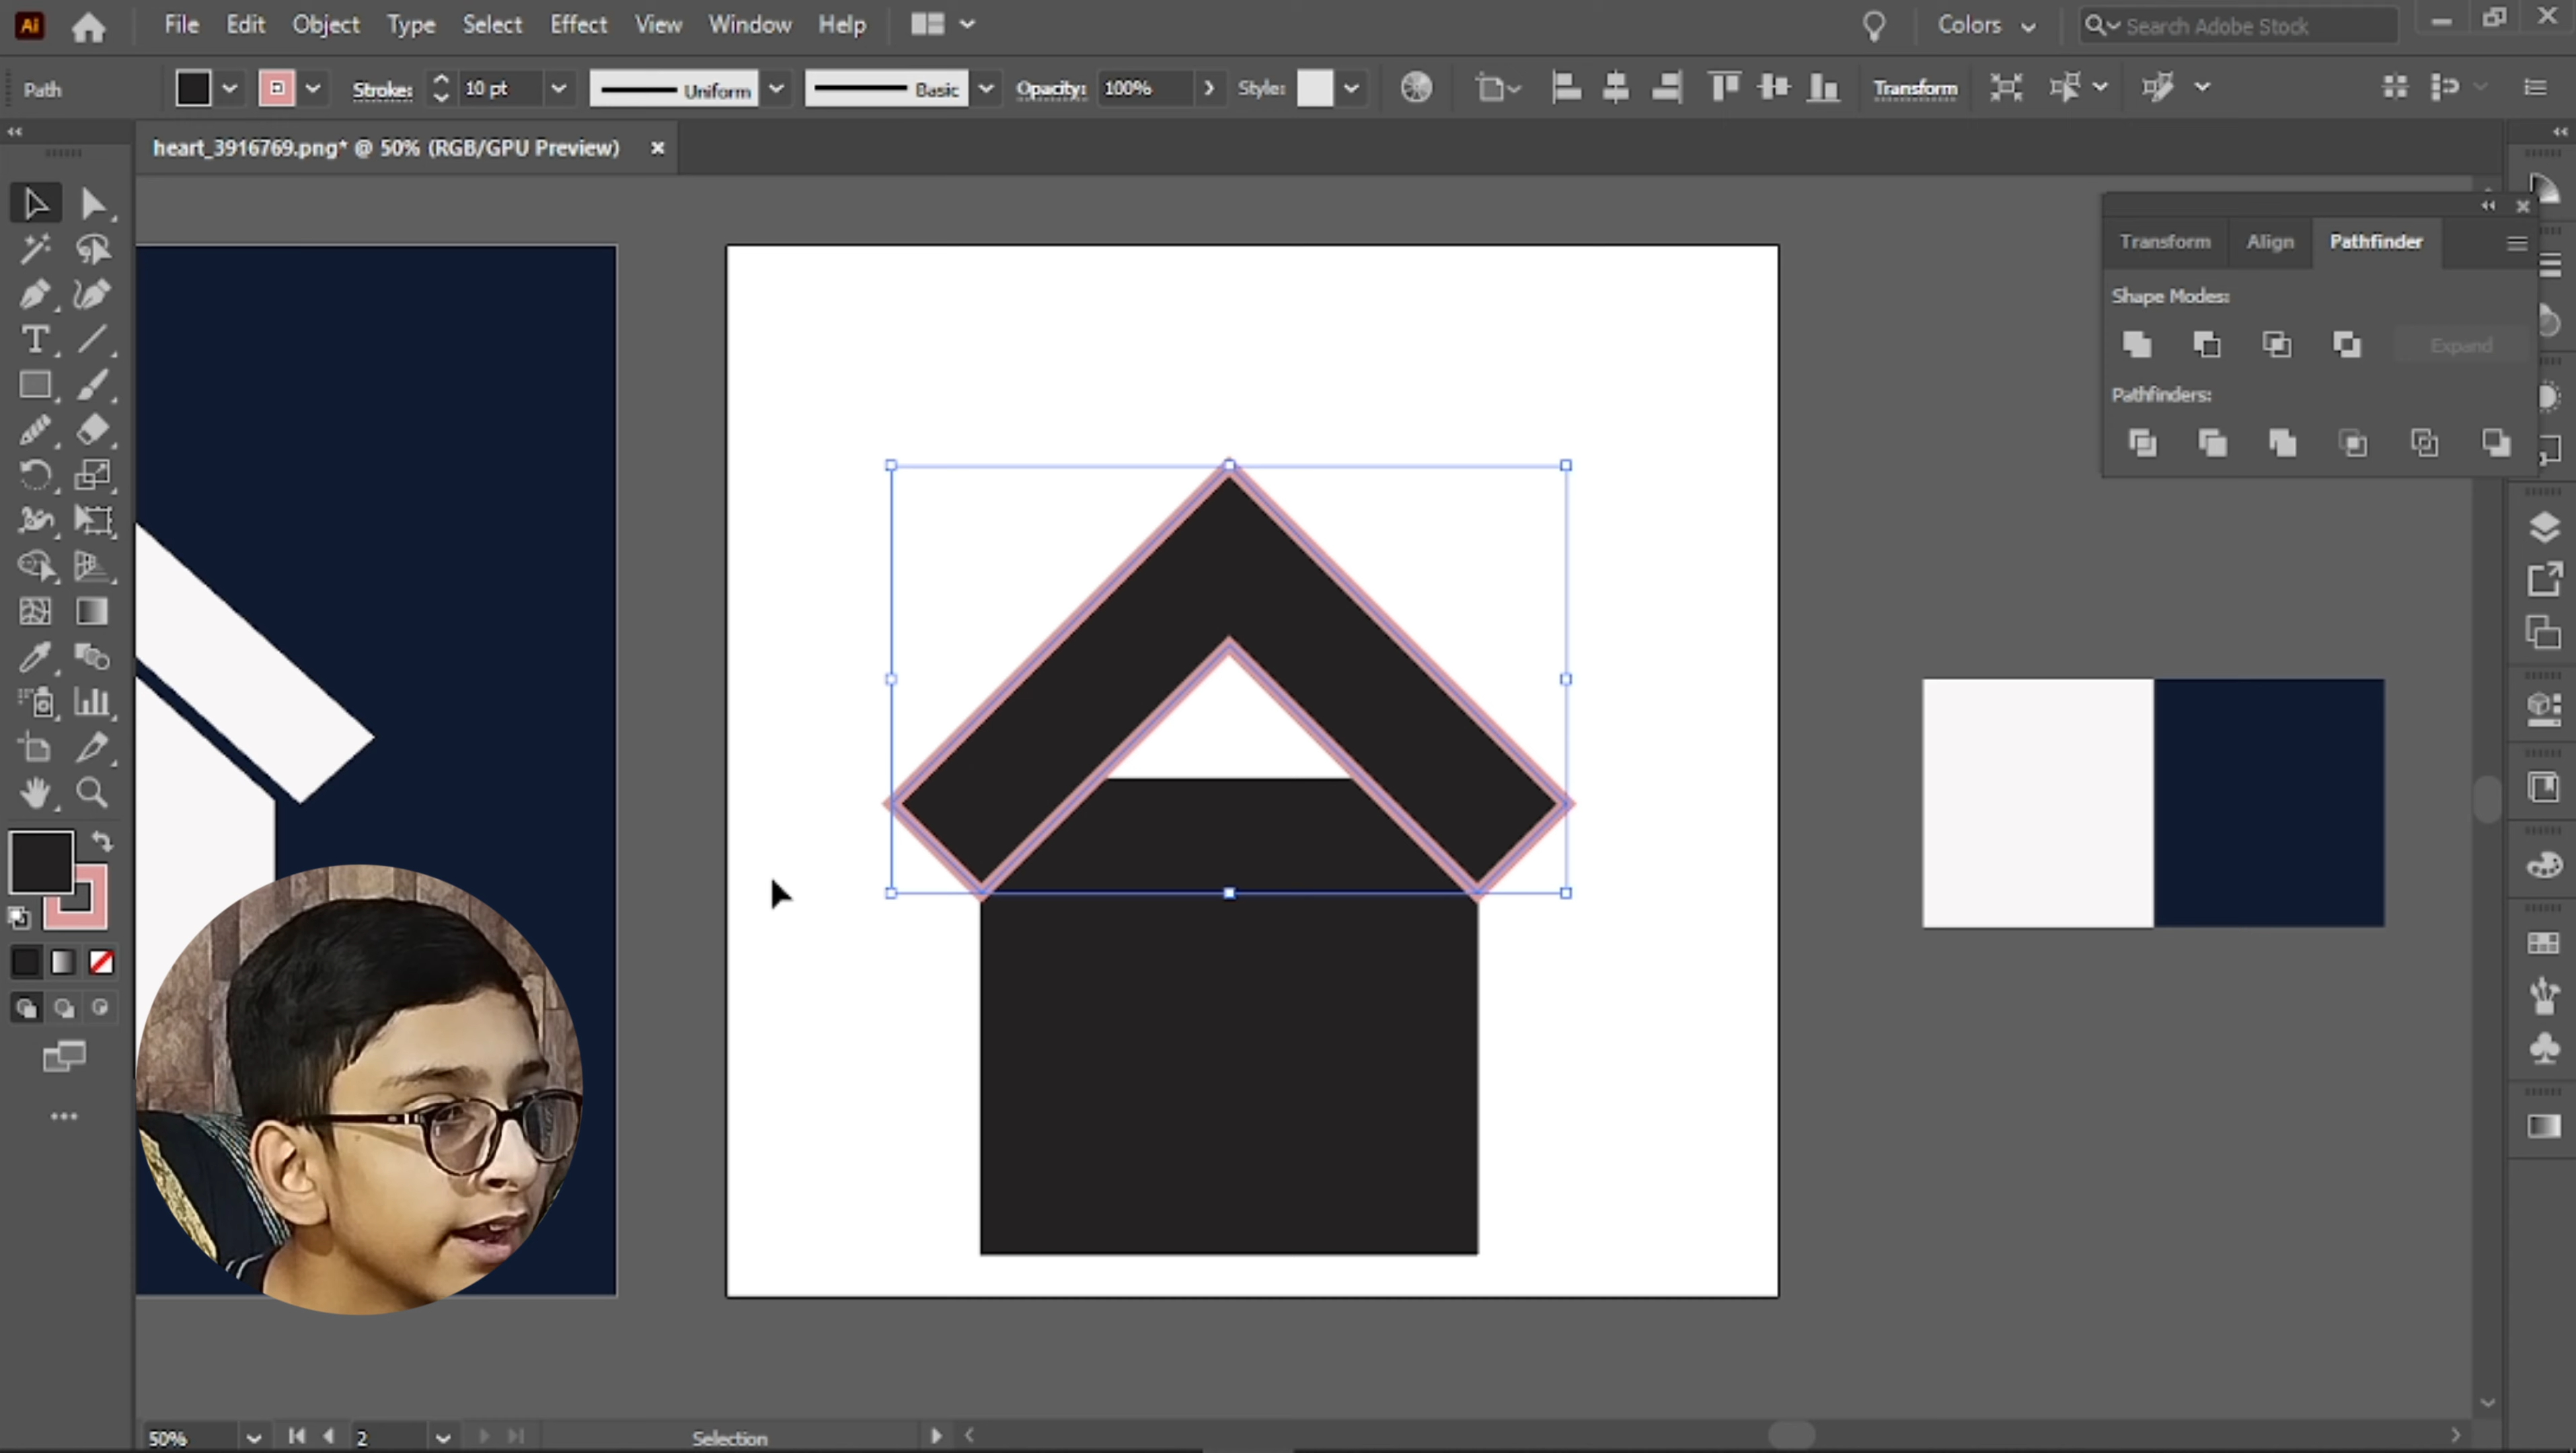 Ai File Edit Object Type Select Effect View Window Help Colors Search Adobe Stock
Path Stroke: 10 pt Uniform Basic Opacity: 100% Style: Transform
heart_3916769.png* @ 50% (RGB/GPU Preview)
Transform Align Pathfinder
Shape Modes:
Expand
Pathfinders:
50% 2 Selection